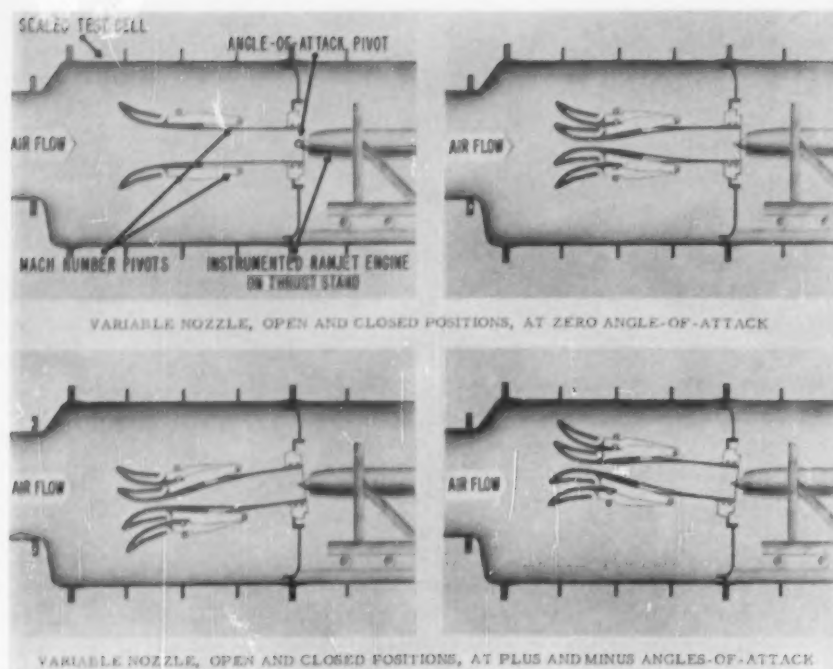 SEALED TEST CELL
ANGLE-OF-ATTACK PIVOT
AIR FLOW
AIR FLOW
MACH NUMBER PIVOTS
INSTRUMENTED RAMJET ENGINE
ON THRUST STAND
VARIABLE NOZZLE, OPEN AND CLOSED POSITIONS, AT ZERO ANGLE-OF-ATTACK
AIR FLOW
AIR FLOW
VARIABLE NOZZLE, OPEN AND CLOSED POSITIONS, AT PLUS AND MINUS ANGLES-OF-ATTACK